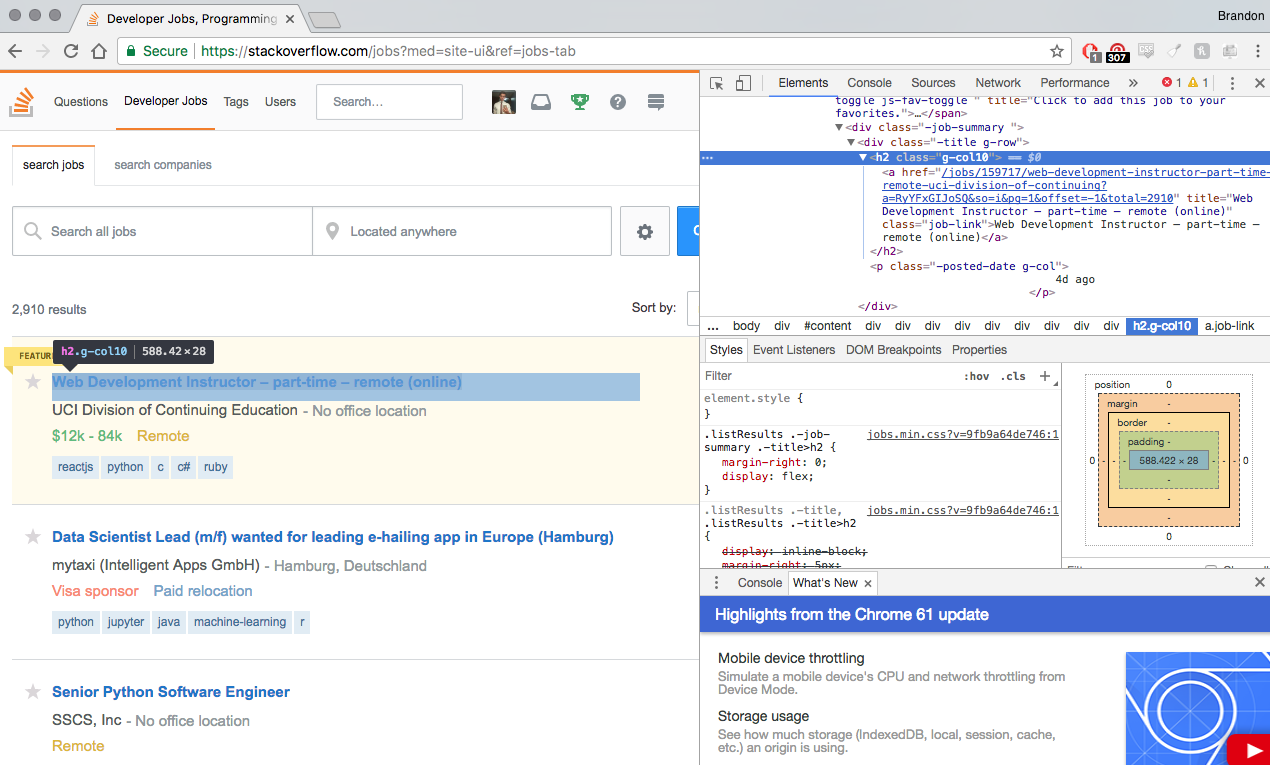 Developer Jobs, Programming
Brandon
Secure
https://stackoverflow.com/jobs?med=site-ui&ref=jobs-tab
1
307
Questions
Developer Jobs
Tags
Users
Search...
search jobs
search companies
Search all jobs
Located anywhere
2,910 results
Sort by:
h2.g-col10 588.42 × 28
Web Development Instructor – part-time – remote (online)
UCI Division of Continuing Education - No office location
$12k - 84k Remote
reactjs python c c# ruby
Data Scientist Lead (m/f) wanted for leading e-hailing app in Europe (Hamburg)
mytaxi (Intelligent Apps GmbH) - Hamburg, Deutschland
Visa sponsor Paid relocation
python jupyter java machine-learning r
Senior Python Software Engineer
SSCS, Inc - No office location
Remote
Elements Console Sources Network Performance » 1 1
toggle js-fav-toggle " title="Click to add this job to your
favorites.">…</span>
<div class="-job-summary ">
<div class="-title g-row">
… <h2 class="g-col10"> == $0
<a href="/jobs/159717/web-development-instructor-part-time-
remote-uci-division-of-continuing?
a=RyYFxGIJoSQ&so=i&pg=1&offset=-1&total=2910" title="Web
Development Instructor – part-time – remote (online)"
class="job-link">Web Development Instructor – part-time –
remote (online)</a>
</h2>
<p class="-posted-date g-col">
4d ago
</p>
</div>
... body div #content div div div div div div div div div h2.g-col10 a.job-link
Styles Event Listeners DOM Breakpoints Properties
Filter :hov .cls +
element.style {
}
.listResults .-job- jobs.min.css?v=9fb9a64de746:1
summary .-title>h2 {
margin-right: 0;
display: flex;
}
.listResults .-title, jobs.min.css?v=9fb9a64de746:1
.listResults .-title>h2
{
display: inline-block;
margin-right: 5px;
position 0
margin -
border -
padding -
0 - - - 588.422 × 28 - - - 0
-
-
-
0
Console What's New ×
Highlights from the Chrome 61 update
Mobile device throttling
Simulate a mobile device's CPU and network throttling from
Device Mode.
Storage usage
See how much storage (IndexedDB, local, session, cache,
etc.) an origin is using.